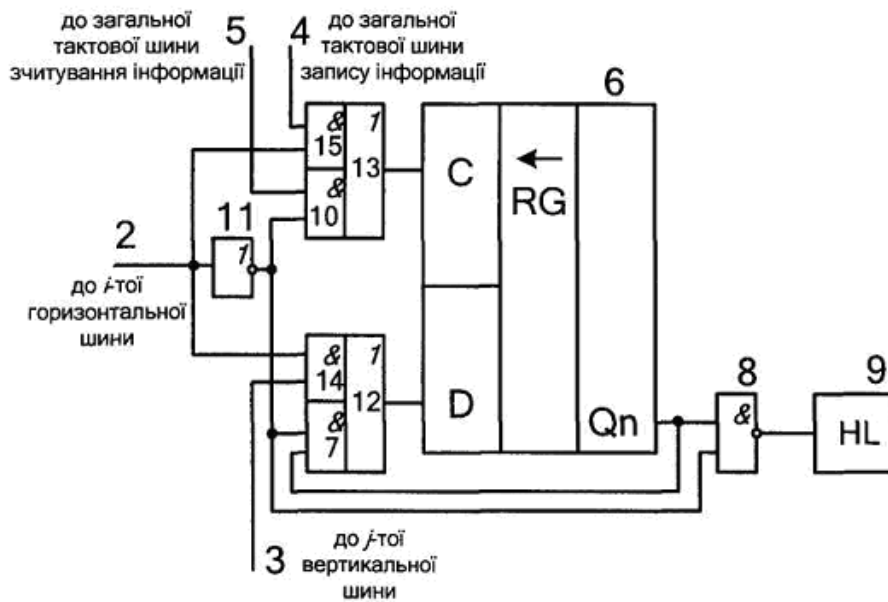 до загальної
тактової шини
зчитування інформації
5
4
до загальної
тактової шини
запису інформації
6
&
15
1
13
&
10
C
RG
2
11
1
до i-тої
горизонтальної
шини
&
14
1
12
&
7
D
Qn
8
&
9
HL
3
до j-тої
вертикальної
шини